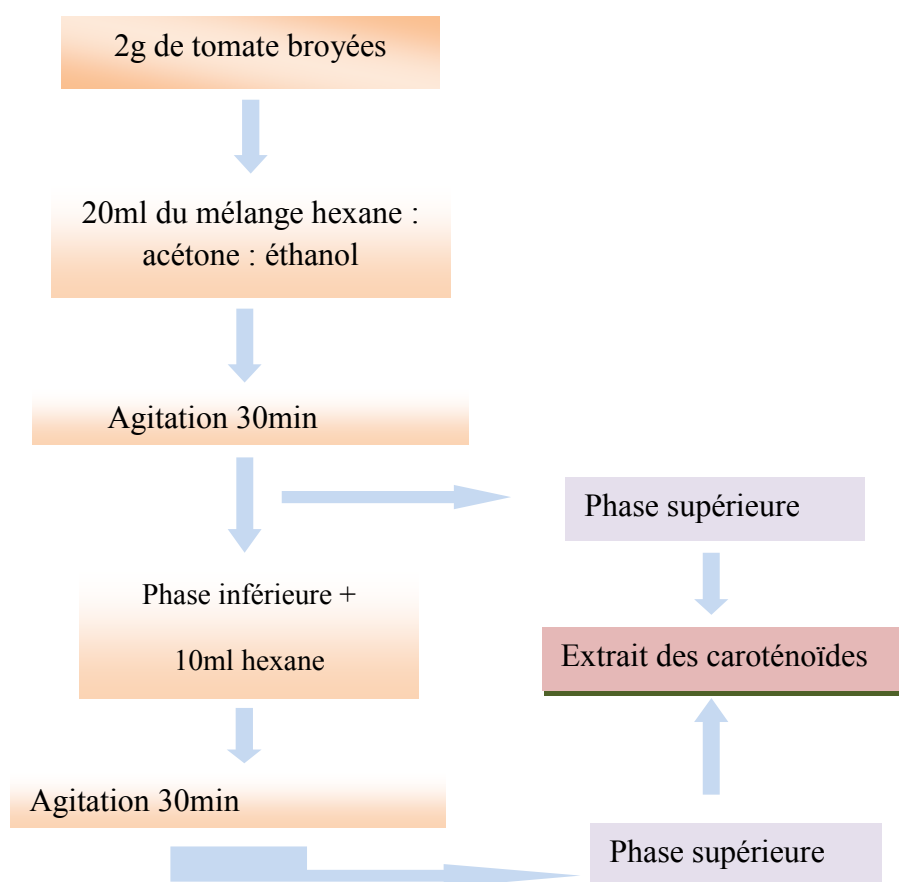 2g de tomate broyées
20ml du mélange hexane :
acétone : éthanol
Agitation 30min
Phase supérieure
Phase inférieure +
10ml hexane
Extrait des caroténoïdes
Agitation 30min
Phase supérieure